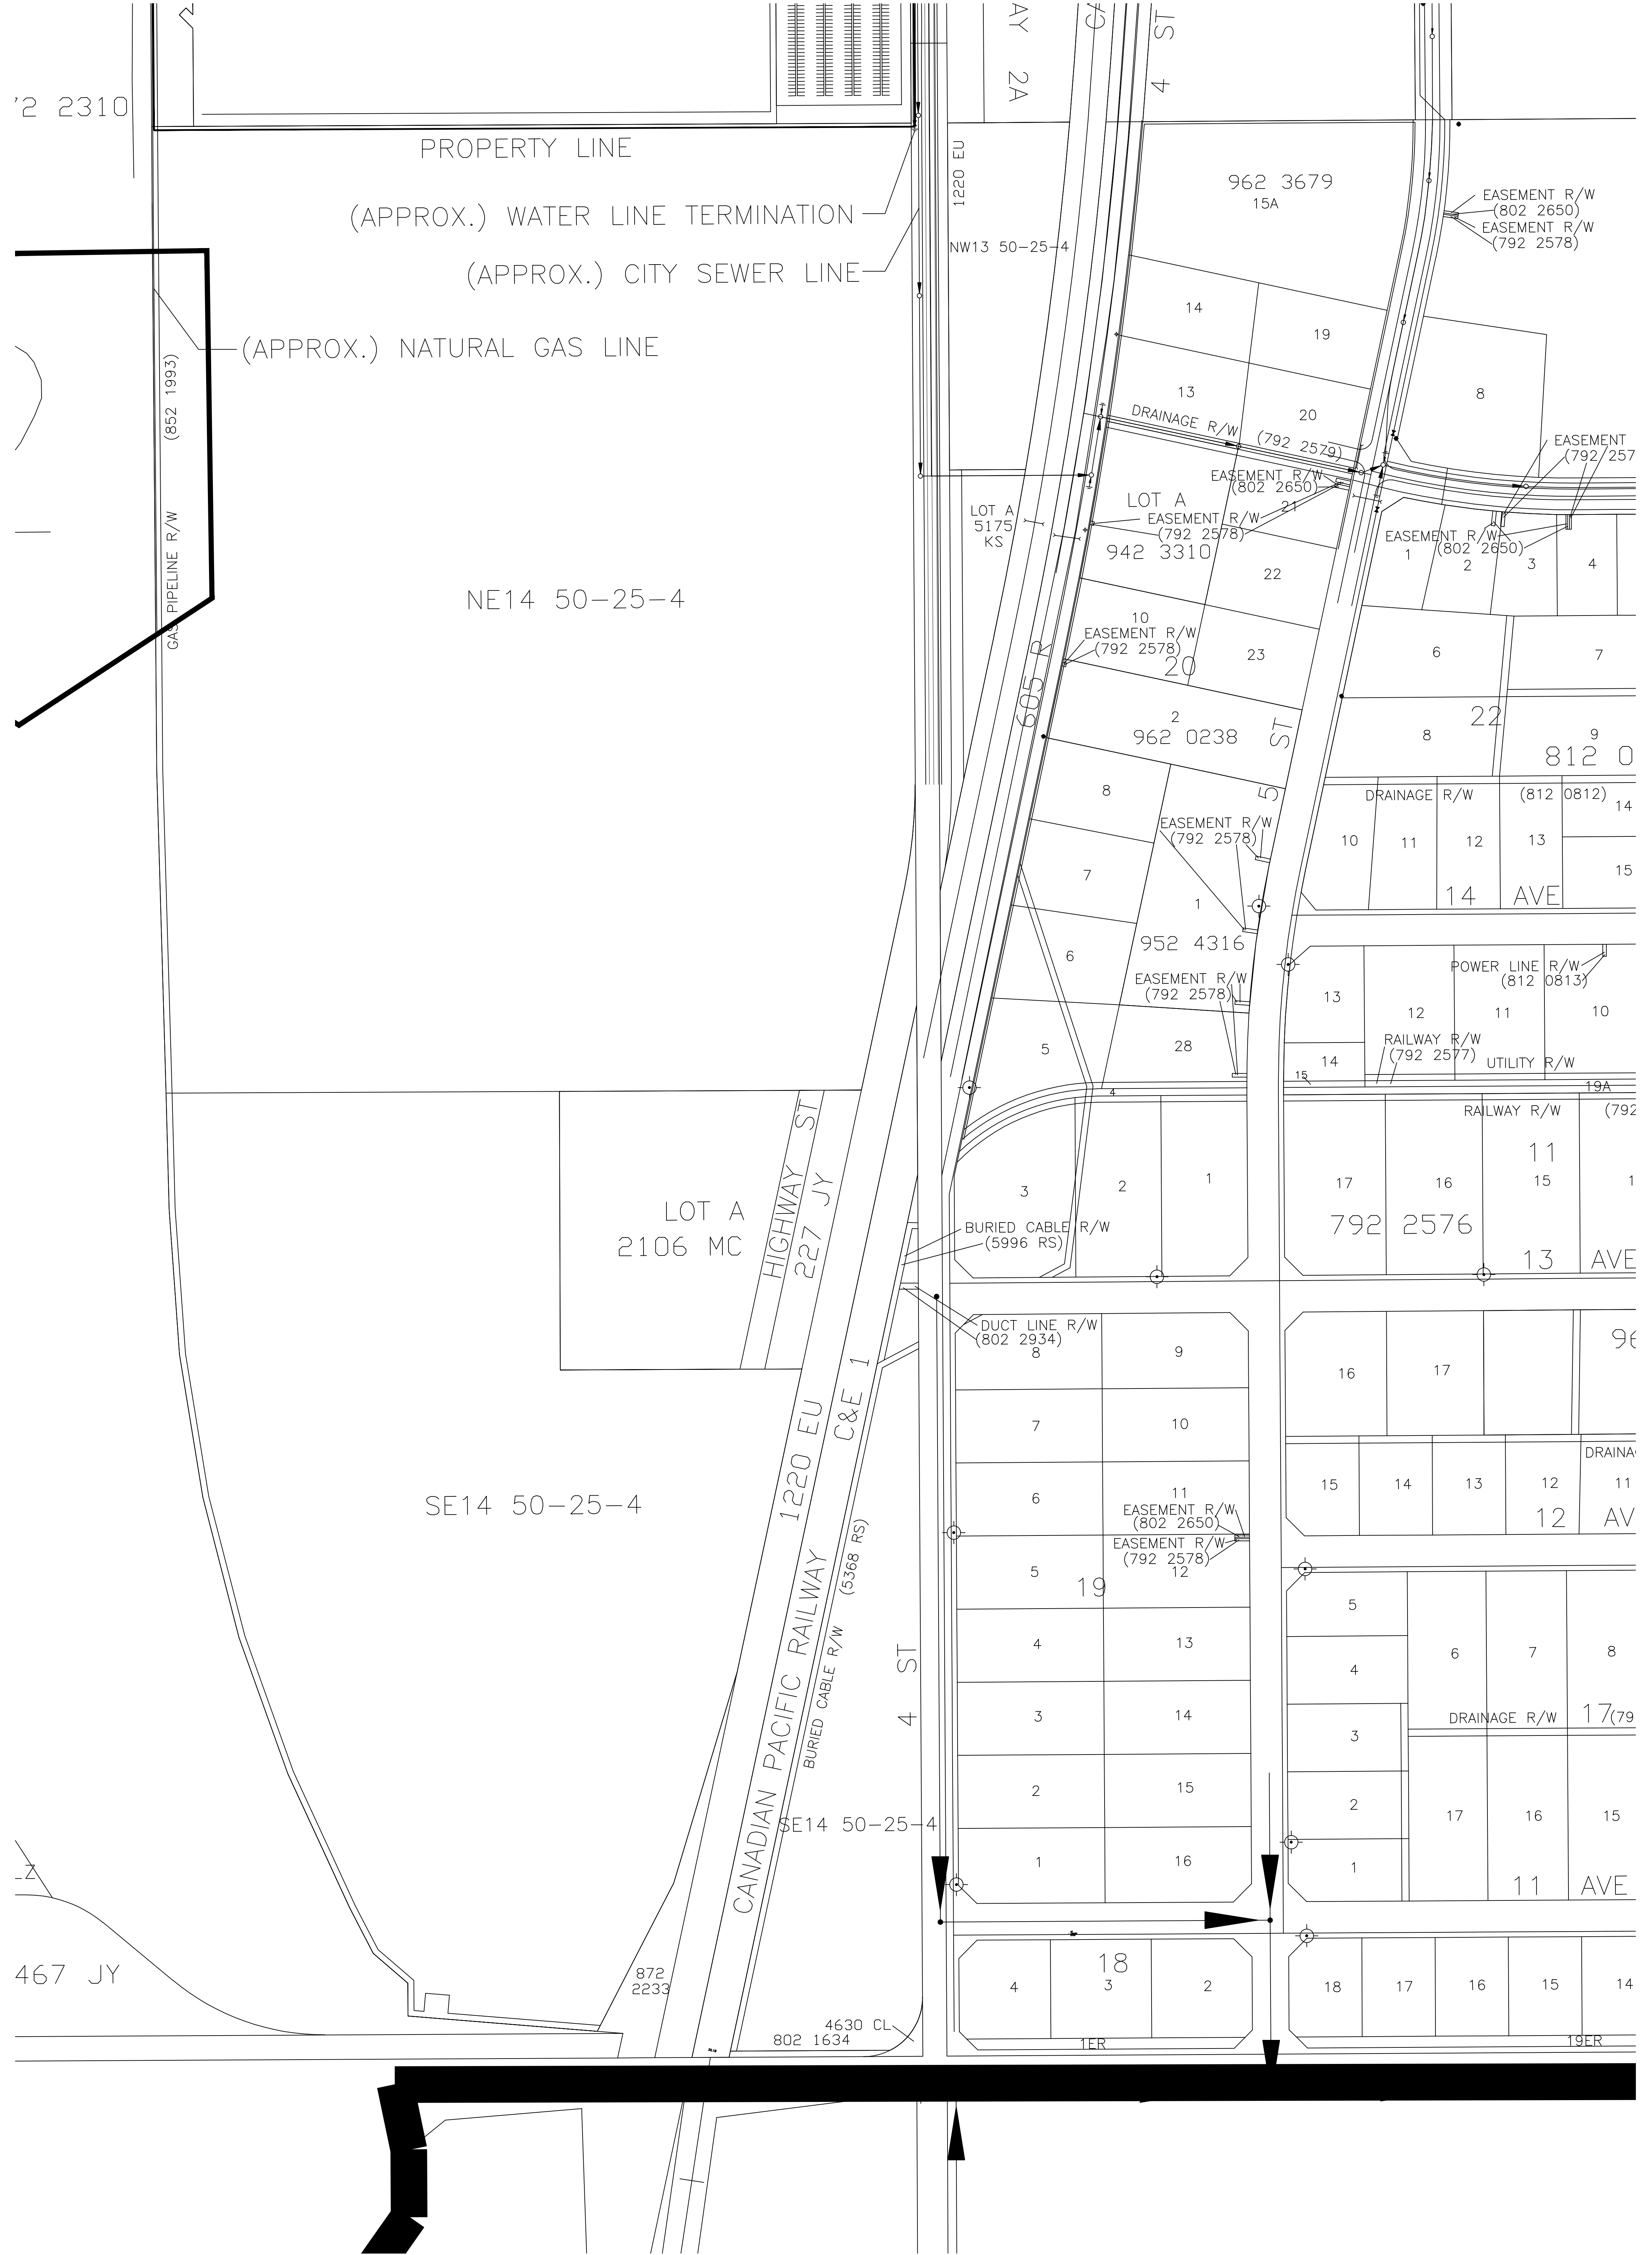 '2 2310
PROPERTY LINE
(APPROX.) WATER LINE TERMINATION
(APPROX.) CITY SEWER LINE
(APPROX.) NATURAL GAS LINE
GAS PIPELINE R/W
(852 1993)
AY 2A
4 ST
1220 EU
NW13 50-25-4
962 3679
15A
EASEMENT R/W
(802 2650)
EASEMENT R/W
(792 2578)
14
19
13
20
8
DRAINAGE R/W
(792 2579)
EASEMENT
(792 257
EASEMENT R/W
(802 2650)
21
LOT A
942 3310
EASEMENT R/W
(792 2578)
LOT A
5175
KS
EASEMENT R/W
(802 2650)
1
2
3
4
22
NE14 50-25-4
10
EASEMENT R/W
(792 2578)
20
23
6
7
605 R
2
962 0238
5 ST
22
8
9
812 0
8
DRAINAGE R/W
(812 0812)
14
EASEMENT R/W
(792 2578)
10
11
12
13
15
7
1
14 AVE
952 4316
6
EASEMENT R/W
(792 2578)
POWER LINE R/W
(812 0813)
13
12
11
10
5
28
RAILWAY R/W
(792 2577)
14
UTILITY R/W
15
4
19A
RAILWAY R/W
(792
11
3
2
1
17
16
15
1
792 2576
13 AVE
LOT A
2106 MC
HIGHWAY ST
227 JY
BURIED CABLE R/W
(5996 RS)
DUCT LINE R/W
(802 2934)
8
9
16
17
96
7
10
C&E 1
1220 EU
DRAINA
6
11
15
14
13
12
11
12 AV
SE14 50-25-4
EASEMENT R/W
(802 2650)
EASEMENT R/W
(792 2578)
5
12
19
CANADIAN PACIFIC RAILWAY
BURIED CABLE R/W
(5368 RS)
4 ST
4
13
5
6
7
8
4
3
14
3
DRAINAGE R/W
17
(79
2
15
2
17
16
15
SE14 50-25-4
1
16
1
11 AVE
467 JY
872
2233
18
4
3
2
18
17
16
15
14
4630 CL
802 1634
1ER
19ER